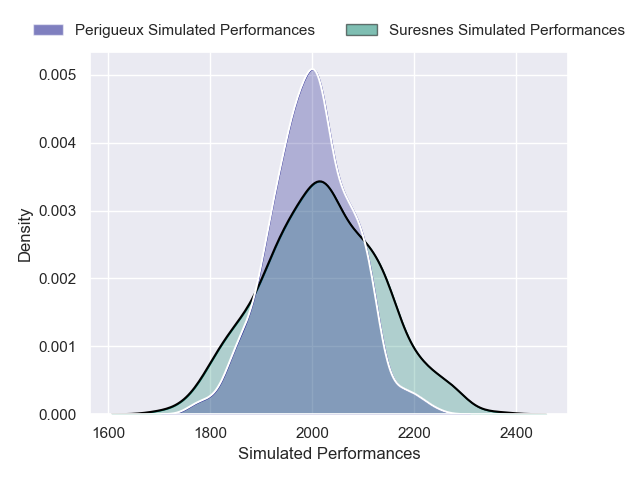 Perigueux Simulated Performances Suresnes Simulated Performances
0.005
0.004
0.003
0.002
0.001
0.000
Density
1600 1800 2000 2200 2400
Simulated Performances